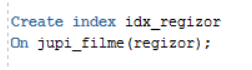 Create index idx_regizor
On jupi_filme(regizor);